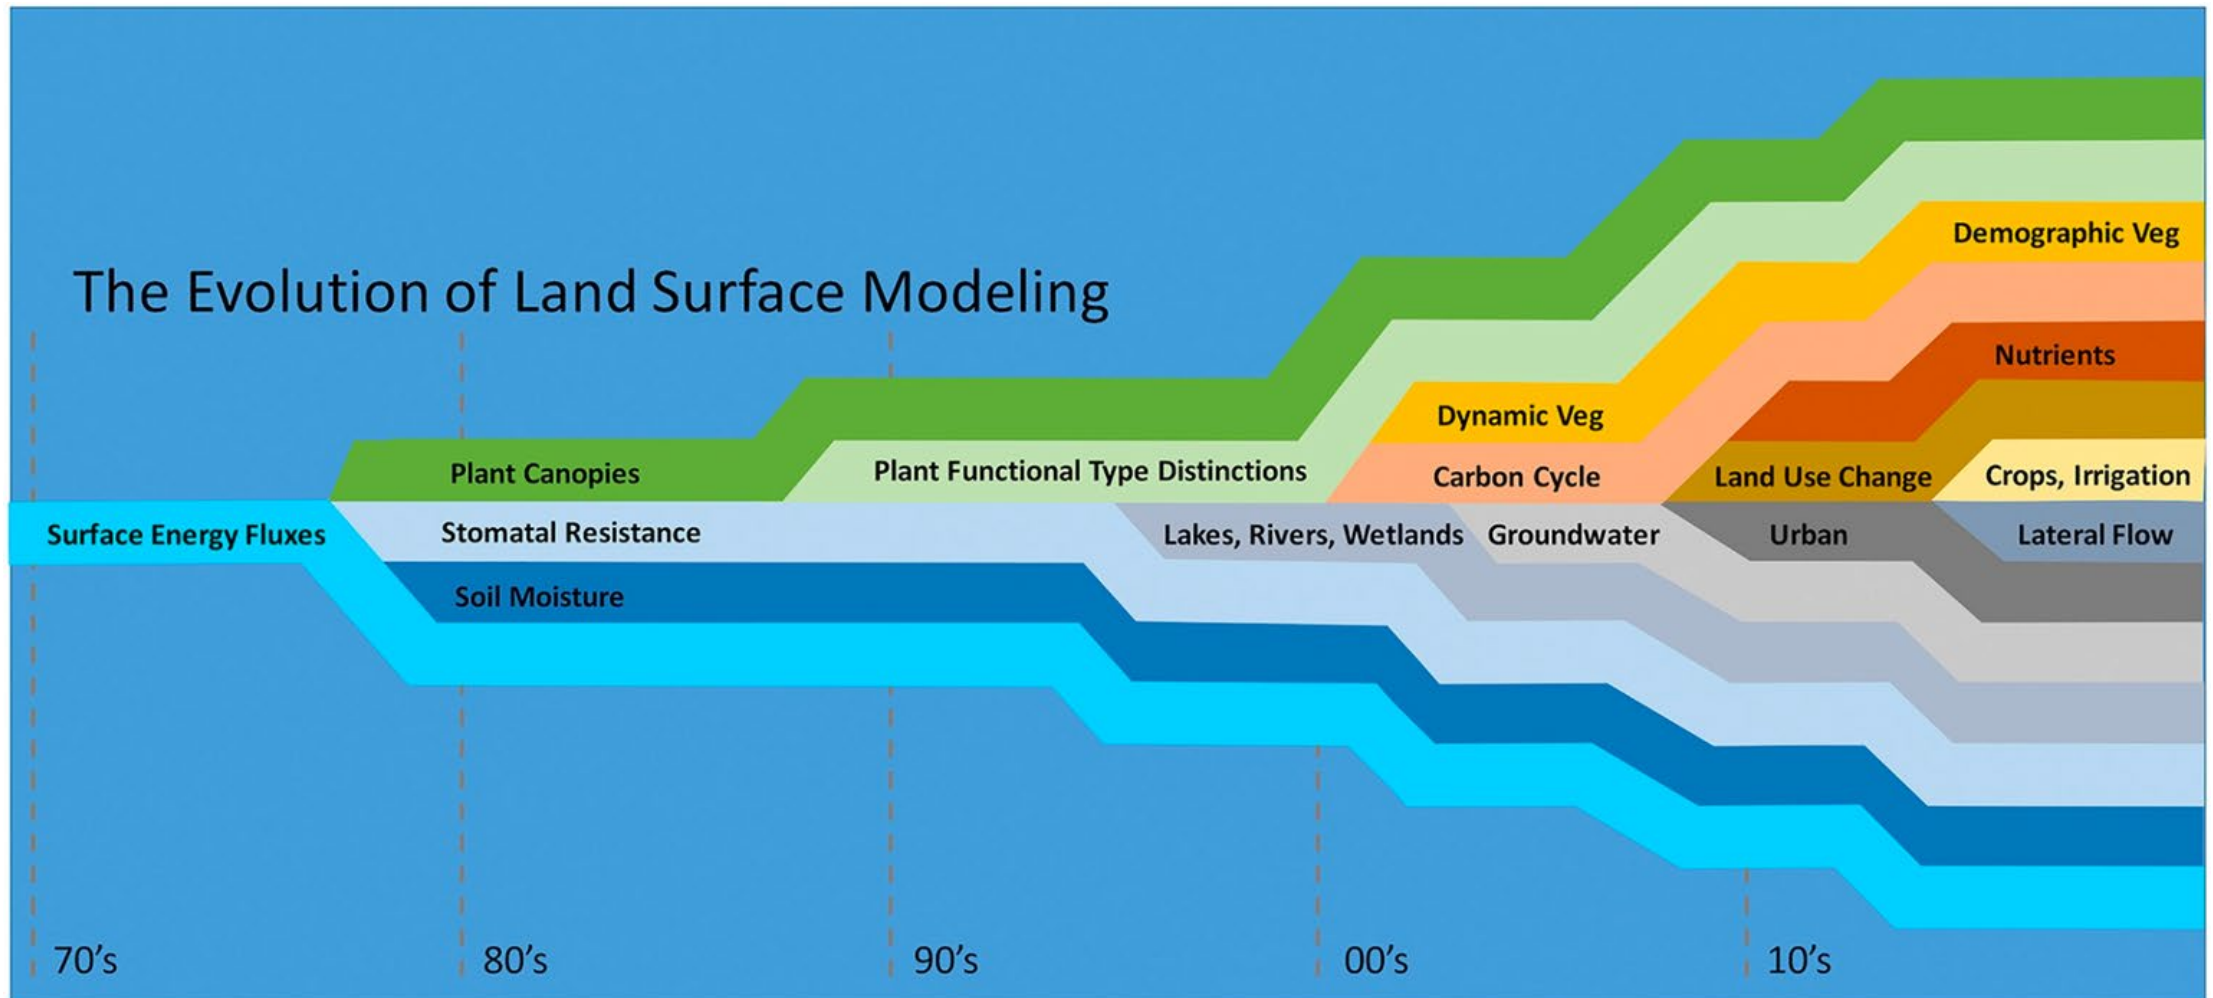 The Evolution of Land Surface Modeling
Demographic Veg
Nutrients
Dynamic Veg
Plant Canopies
Plant Functional Type Distinctions
Carbon Cycle
Land Use Change
Crops, Irrigation
Surface Energy Fluxes
Stomatal Resistance
Lakes, Rivers, Wetlands
Groundwater
Urban
Lateral Flow
Soil Moisture
70’s
80’s
90’s
00’s
10’s